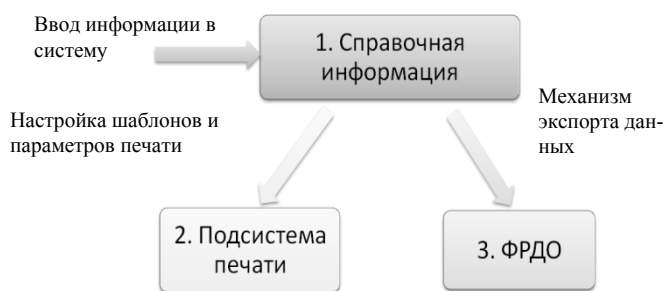 Ввод информации в
систему
1. Справочная
информация
Механизм
экспорта дан-
ных
Настройка шаблонов и
параметров печати
2. Подсистема
печати
3. ФРДО